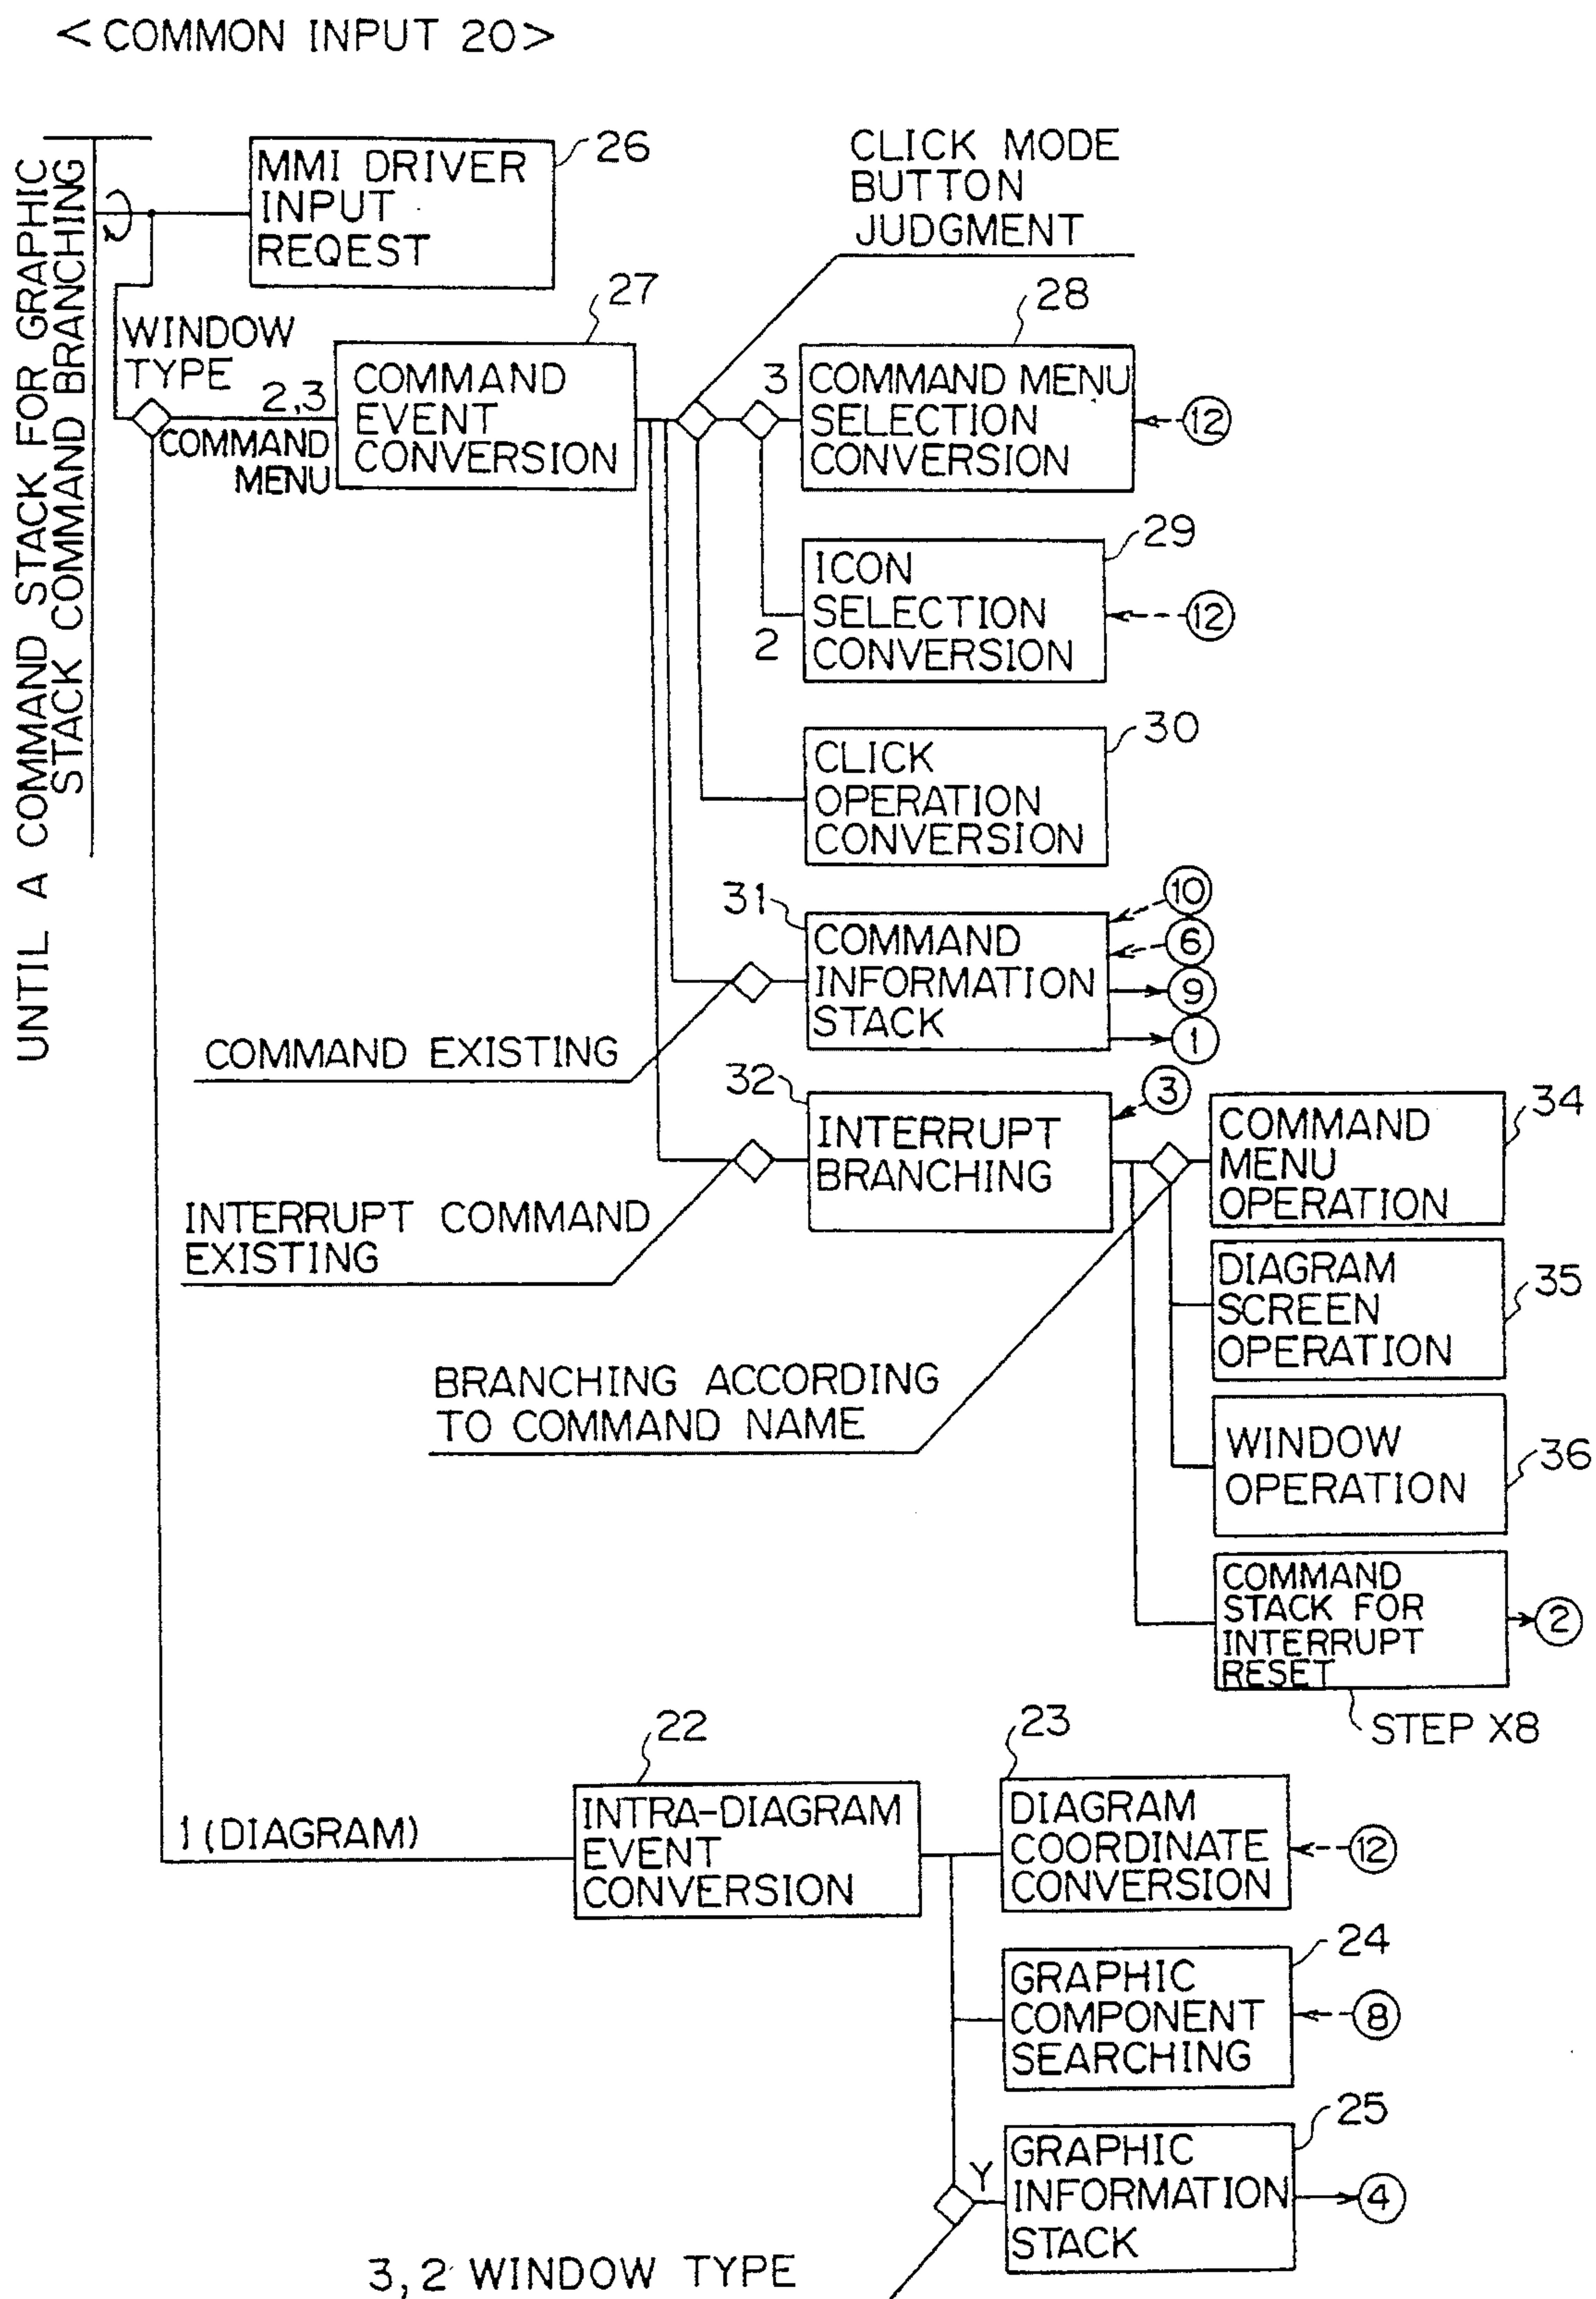 < COMMON INPUT 20 >
UNTIL A COMMAND STACK FOR GRAPHIC
STACK COMMAND BRANCHING
MMI DRIVER
INPUT
REQEST
26
CLICK MODE
BUTTON
JUDGMENT
WINDOW
TYPE
2,3
COMMAND
MENU
27
COMMAND
EVENT
CONVERSION
28
3
COMMAND MENU
SELECTION
CONVERSION
12
29
2
ICON
SELECTION
CONVERSION
12
30
CLICK
OPERATION
CONVERSION
31
COMMAND
INFORMATION
STACK
10
6
9
1
COMMAND EXISTING
32
INTERRUPT
BRANCHING
3
INTERRUPT COMMAND
EXISTING
34
COMMAND
MENU
OPERATION
35
DIAGRAM
SCREEN
OPERATION
BRANCHING ACCORDING
TO COMMAND NAME
36
WINDOW
OPERATION
COMMAND
STACK FOR
INTERRUPT
RESET
2
STEP X8
1 (DIAGRAM)
22
INTRA-DIAGRAM
EVENT
CONVERSION
23
DIAGRAM
COORDINATE
CONVERSION
12
24
GRAPHIC
COMPONENT
SEARCHING
8
25
Y
GRAPHIC
INFORMATION
STACK
4
3,2 WINDOW TYPE